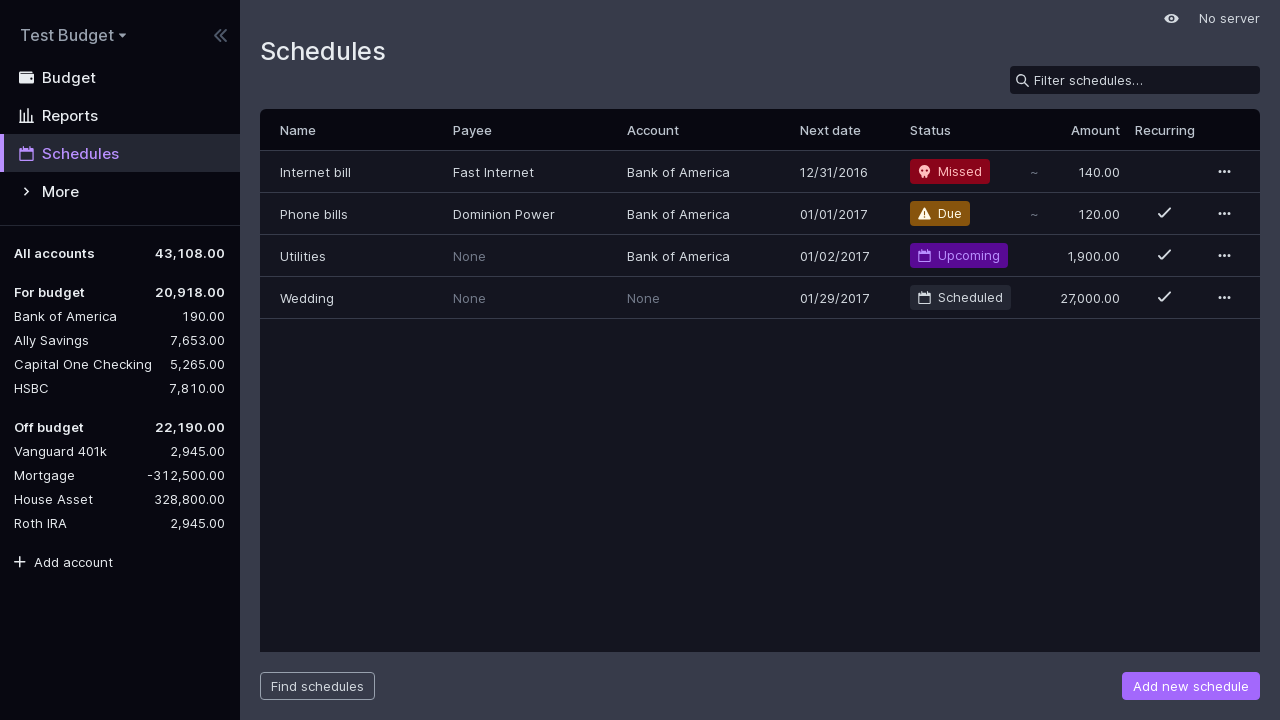 Test Budget
Budget
Reports
Schedules
More
All accounts 43,108.00
For budget 20,918.00
Bank of America 190.00
Ally Savings 7,653.00
Capital One Checking 5,265.00
HSBC 7,810.00
Off budget 22,190.00
Vanguard 401k 2,945.00
Mortgage -312,500.00
House Asset 328,800.00
Roth IRA 2,945.00
Add account
No server
Schedules
Filter schedules…
Name Payee Account Next date Status Amount Recurring
Internet bill Fast Internet Bank of America 12/31/2016 Missed ~ 140.00
Phone bills Dominion Power Bank of America 01/01/2017 Due ~ 120.00
Utilities None Bank of America 01/02/2017 Upcoming 1,900.00
Wedding None None 01/29/2017 Scheduled 27,000.00
Find schedules
Add new schedule